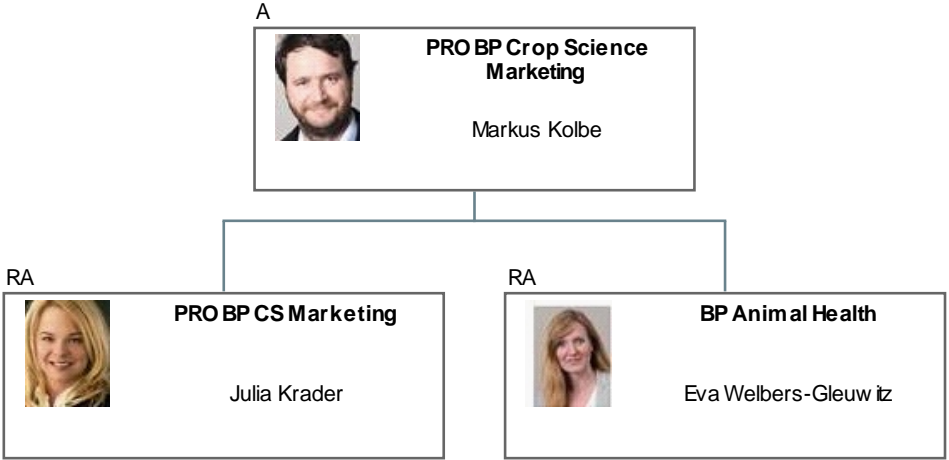 A
PRO BP Crop Science
Marketing
Markus Kolbe
RA
PRO BP CS Marketing
Julia Krader
RA
BP Animal Health
Eva Welbers-Gleuwitz